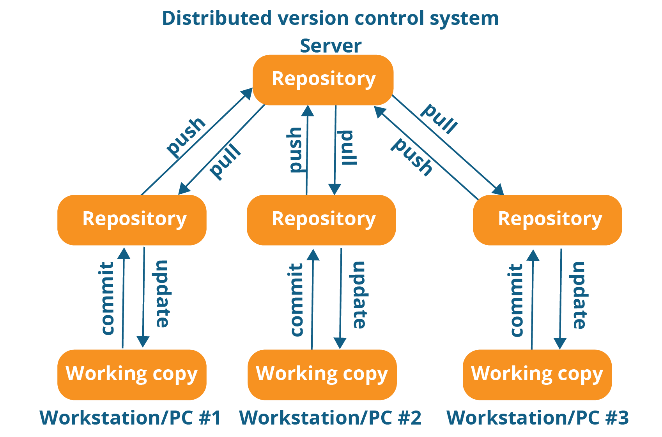 Distributed version control system
Server
Repository
push
pull
push
pull
push
pull
Repository
Repository
Repository
commit
update
commit
update
commit
update
Working copy
Working copy
Working copy
Workstation/PC #1
Workstation/PC #2
Workstation/PC #3